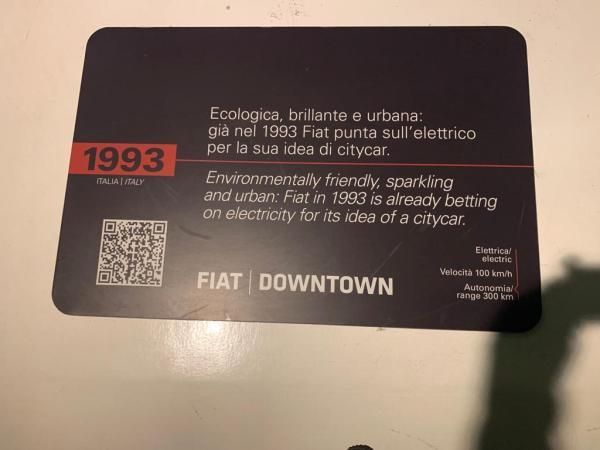 Ecologica, brillante e urbana:
già nel 1993 Fiat punta sull'elettrico
per la sua idea di citycar.
1993
ITALIA | ITALY
Environmentally friendly, sparkling
and urban: Fiat in 1993 is already betting
on electricity for its idea of a citycar.
FIAT | DOWNTOWN
Elettrica/
electric
Velocità 100 km/h
Autonomia/
range 300 km